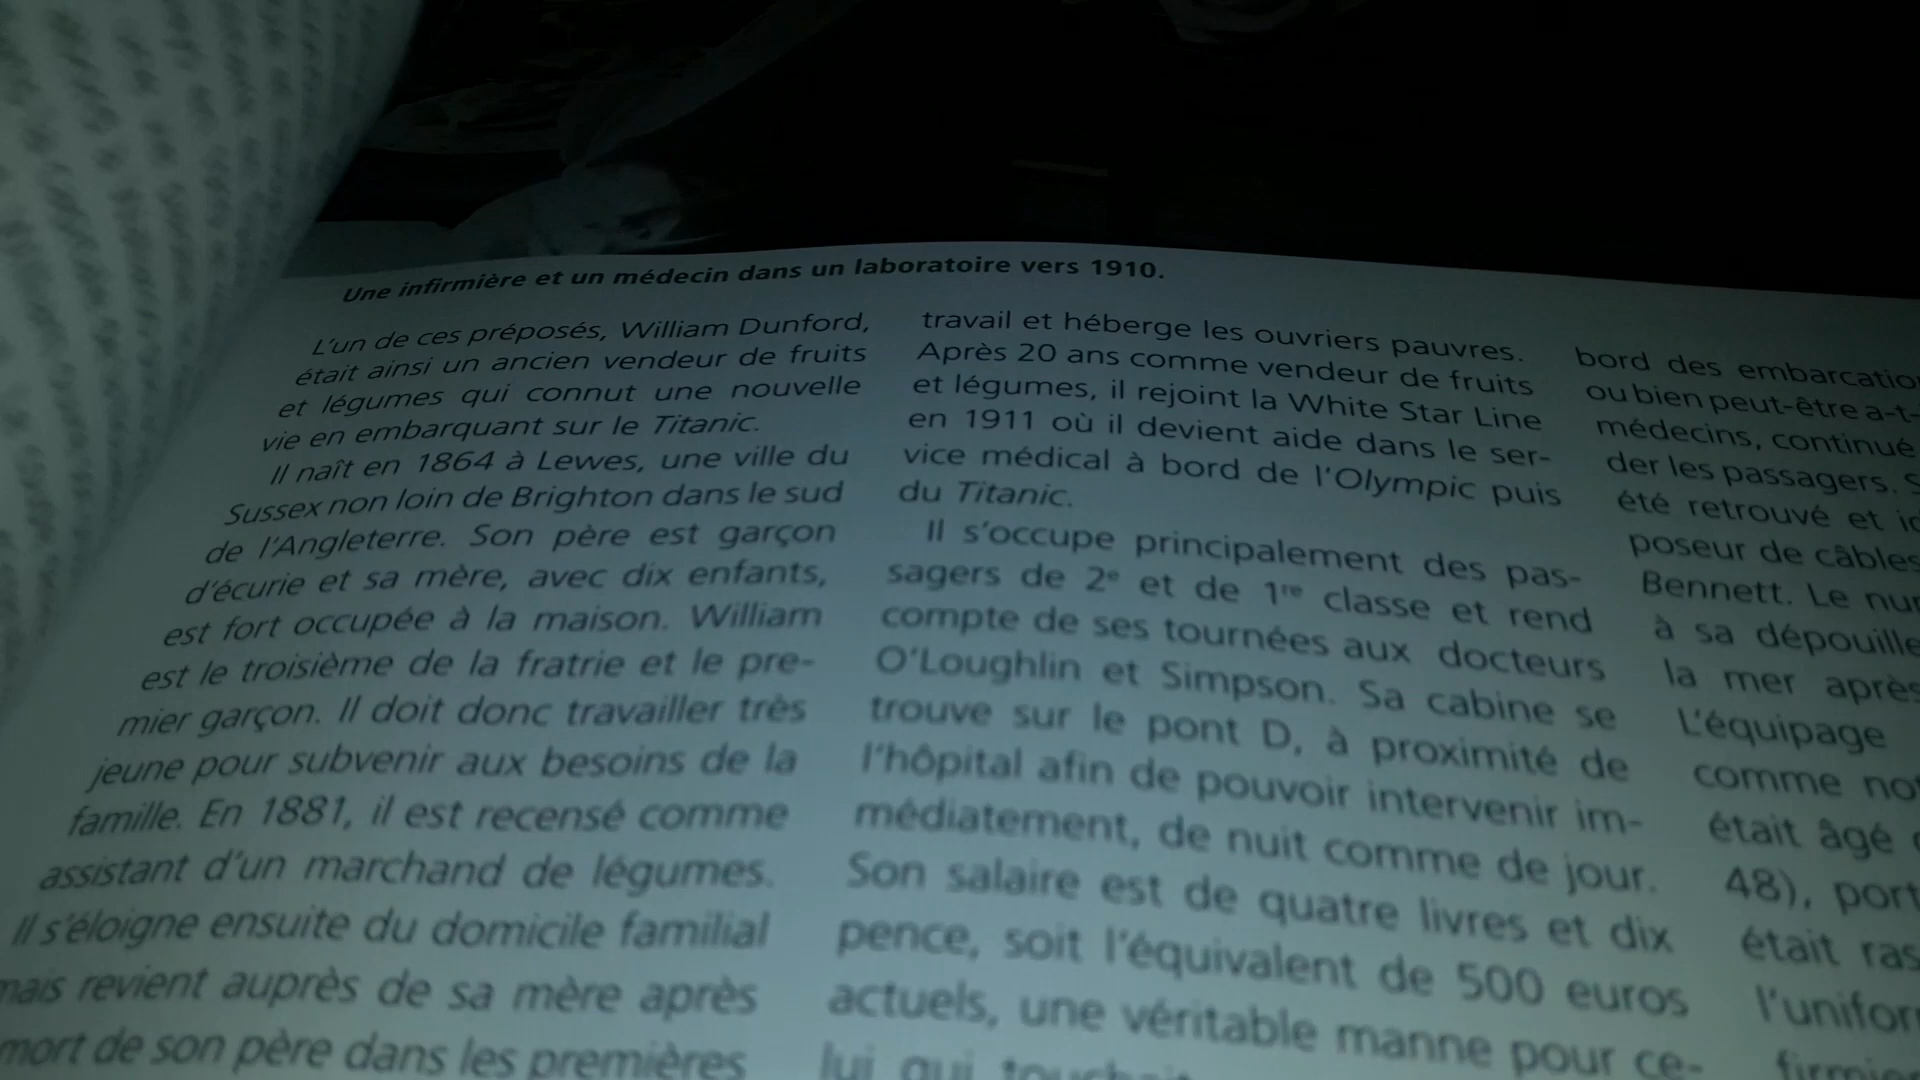 Une infirmière et un médecin dans un laboratoire vers 1910.
L'un de ces préposés, William Dunford,
était ainsi un ancien vendeur de fruits
et légumes qui connut une nouvelle
vie en embarquant sur le Titanic.
Il naît en 1864 à Lewes, une ville du
Sussex non loin de Brighton dans le sud
de l'Angleterre. Son père est garçon
d'écurie et sa mère, avec dix enfants,
est fort occupée à la maison. William
est le troisième de la fratrie et le pre-
mier garçon. Il doit donc travailler très
jeune pour subvenir aux besoins de la
famille. En 1881, il est recensé comme
assistant d'un marchand de légumes.
Il s'éloigne ensuite du domicile familial
mais revient auprès de sa mère après
mort de son père dans les premières
travail et héberge les ouvriers pauvres.
Après 20 ans comme vendeur de fruits
et légumes, il rejoint la White Star Line
en 1911 où il devient aide dans le ser-
vice médical à bord de l'Olympic puis
du Titanic.
Il s'occupe principalement des pas-
sagers de 2e et de 1re classe et rend
compte de ses tournées aux docteurs
O'Loughlin et Simpson. Sa cabine se
trouve sur le pont D, à proximité de
l'hôpital afin de pouvoir intervenir im-
médiatement, de nuit comme de jour.
Son salaire est de quatre livres et dix
pence, soit l'équivalent de 500 euros
actuels, une véritable manne pour ce-
lui qui
bord des
ou bien peut-être a-t-
médecins, continué
der les passagers.
été retrouvé et
poseur de câbles
Bennett. Le
à sa dépouille
la mer après
L'équipage
comme
était âgé
48), port
était